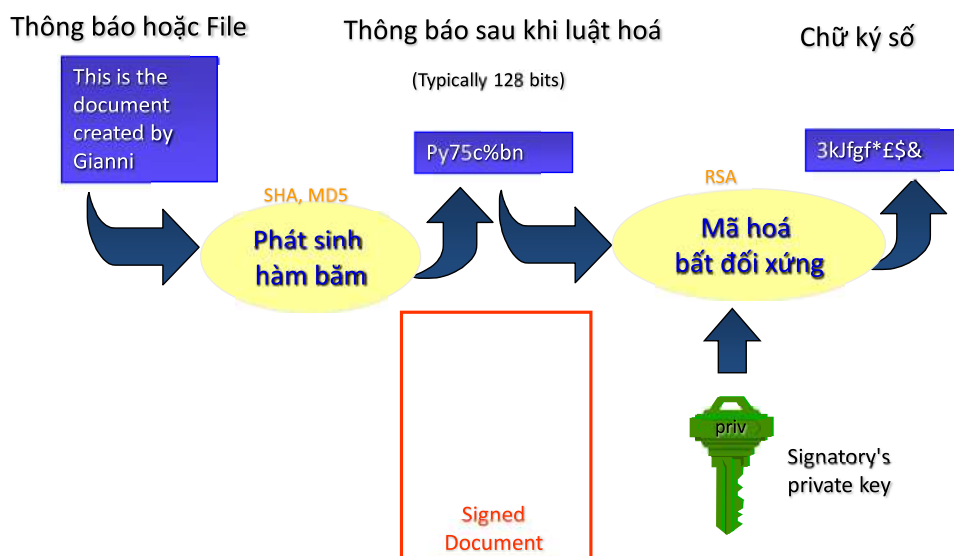 Thông báo hoặc File
Thông báo sau khi luật hoá
Chữ ký số
(Typically 128 bits)
This is the
document
created by
Gianni
Py75c%bn
3kJfgf*£$&
SHA, MD5
RSA
Phát sinh
hàm băm
Mã hoá
bất đối xứng
priv
Signatory's
private key
Signed
Document